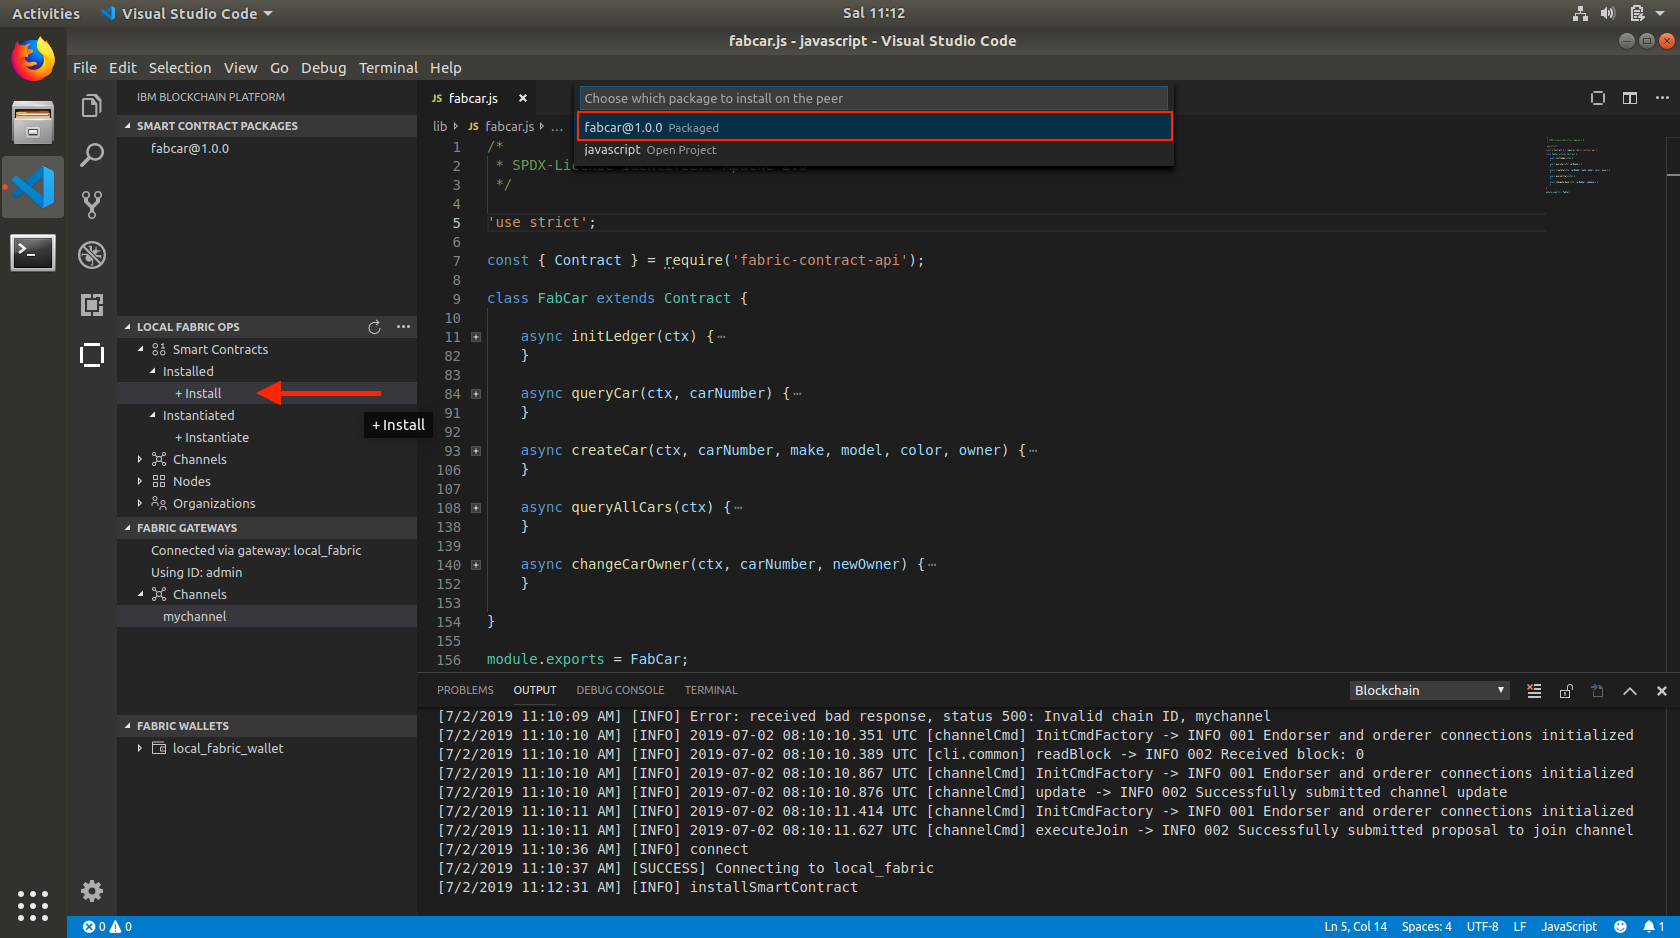 Activities
Visual Studio Code
Sal 11:12
fabcar.js - javascript - Visual Studio Code
File Edit Selection View Go Debug Terminal Help
IBM BLOCKCHAIN PLATFORM
SMART CONTRACT PACKAGES
fabcar@1.0.0
LOCAL FABRIC OPS
Smart Contracts
Installed
+ Install
Instantiated
+ Install
+ Instantiate
Channels
Nodes
Organizations
FABRIC GATEWAYS
Connected via gateway: local_fabric
Using ID: admin
Channels
mychannel
FABRIC WALLETS
local_fabric_wallet
JS fabcar.js
Choose which package to install on the peer
fabcar@1.0.0 Packaged
javascript Open Project
lib JS fabcar.js ...
1 /*
2 * SPDX-Li
3 */
4
5 'use strict';
6
7 const { Contract } = require('fabric-contract-api');
8
9 class FabCar extends Contract {
10
11 async initLedger(ctx) {⋯
82 }
83
84 async queryCar(ctx, carNumber) {⋯
91 }
92
93 async createCar(ctx, carNumber, make, model, color, owner) {⋯
106 }
107
108 async queryAllCars(ctx) {⋯
138 }
139
140 async changeCarOwner(ctx, carNumber, newOwner) {⋯
152 }
153
154 }
155
156 module.exports = FabCar;
PROBLEMS OUTPUT DEBUG CONSOLE TERMINAL
Blockchain
[7/2/2019 11:10:09 AM] [INFO] Error: received bad response, status 500: Invalid chain ID, mychannel
[7/2/2019 11:10:10 AM] [INFO] 2019-07-02 08:10:10.351 UTC [channelCmd] InitCmdFactory -> INFO 001 Endorser and orderer connections initialized
[7/2/2019 11:10:10 AM] [INFO] 2019-07-02 08:10:10.389 UTC [cli.common] readBlock -> INFO 002 Received block: 0
[7/2/2019 11:10:10 AM] [INFO] 2019-07-02 08:10:10.867 UTC [channelCmd] InitCmdFactory -> INFO 001 Endorser and orderer connections initialized
[7/2/2019 11:10:10 AM] [INFO] 2019-07-02 08:10:10.876 UTC [channelCmd] update -> INFO 002 Successfully submitted channel update
[7/2/2019 11:10:11 AM] [INFO] 2019-07-02 08:10:11.414 UTC [channelCmd] InitCmdFactory -> INFO 001 Endorser and orderer connections initialized
[7/2/2019 11:10:11 AM] [INFO] 2019-07-02 08:10:11.627 UTC [channelCmd] executeJoin -> INFO 002 Successfully submitted proposal to join channel
[7/2/2019 11:10:36 AM] [INFO] connect
[7/2/2019 11:10:37 AM] [SUCCESS] Connecting to local_fabric
[7/2/2019 11:12:31 AM] [INFO] installSmartContract
0 0
Ln 5, Col 14 Spaces: 4 UTF-8 LF JavaScript 1